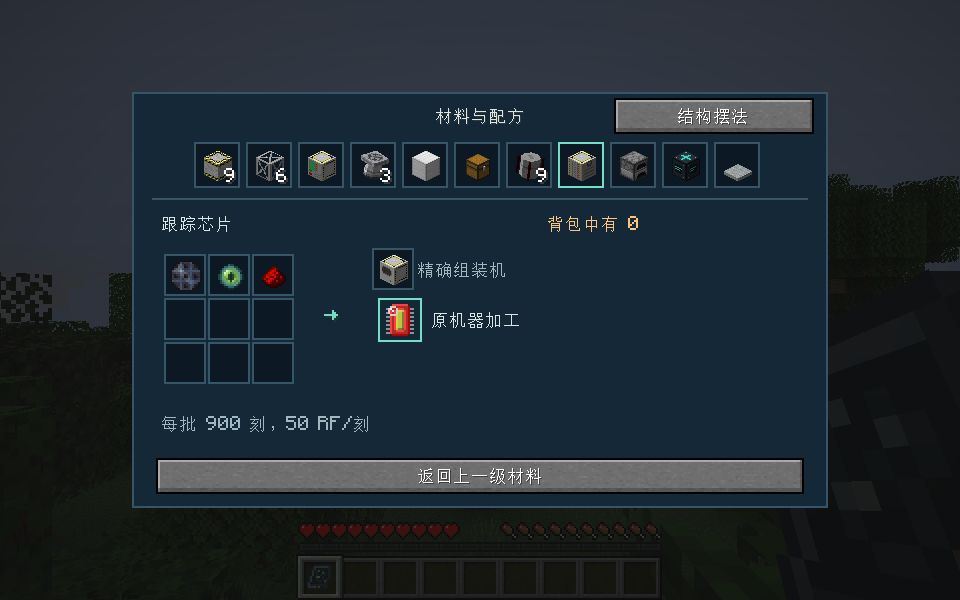 材料与配方
结构摆法
9 6 3 9
跟踪芯片
背包中有 0
精确组装机
原机器加工
每批 900 刻，50 RF/刻
返回上一级材料